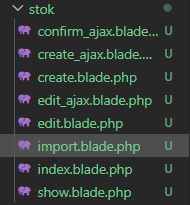 stok
confirm_ajax.blade... U
create_ajax.blade.... U
create.blade.php U
edit_ajax.blade.php U
edit.blade.php U
import.blade.php U
index.blade.php U
show.blade.php U